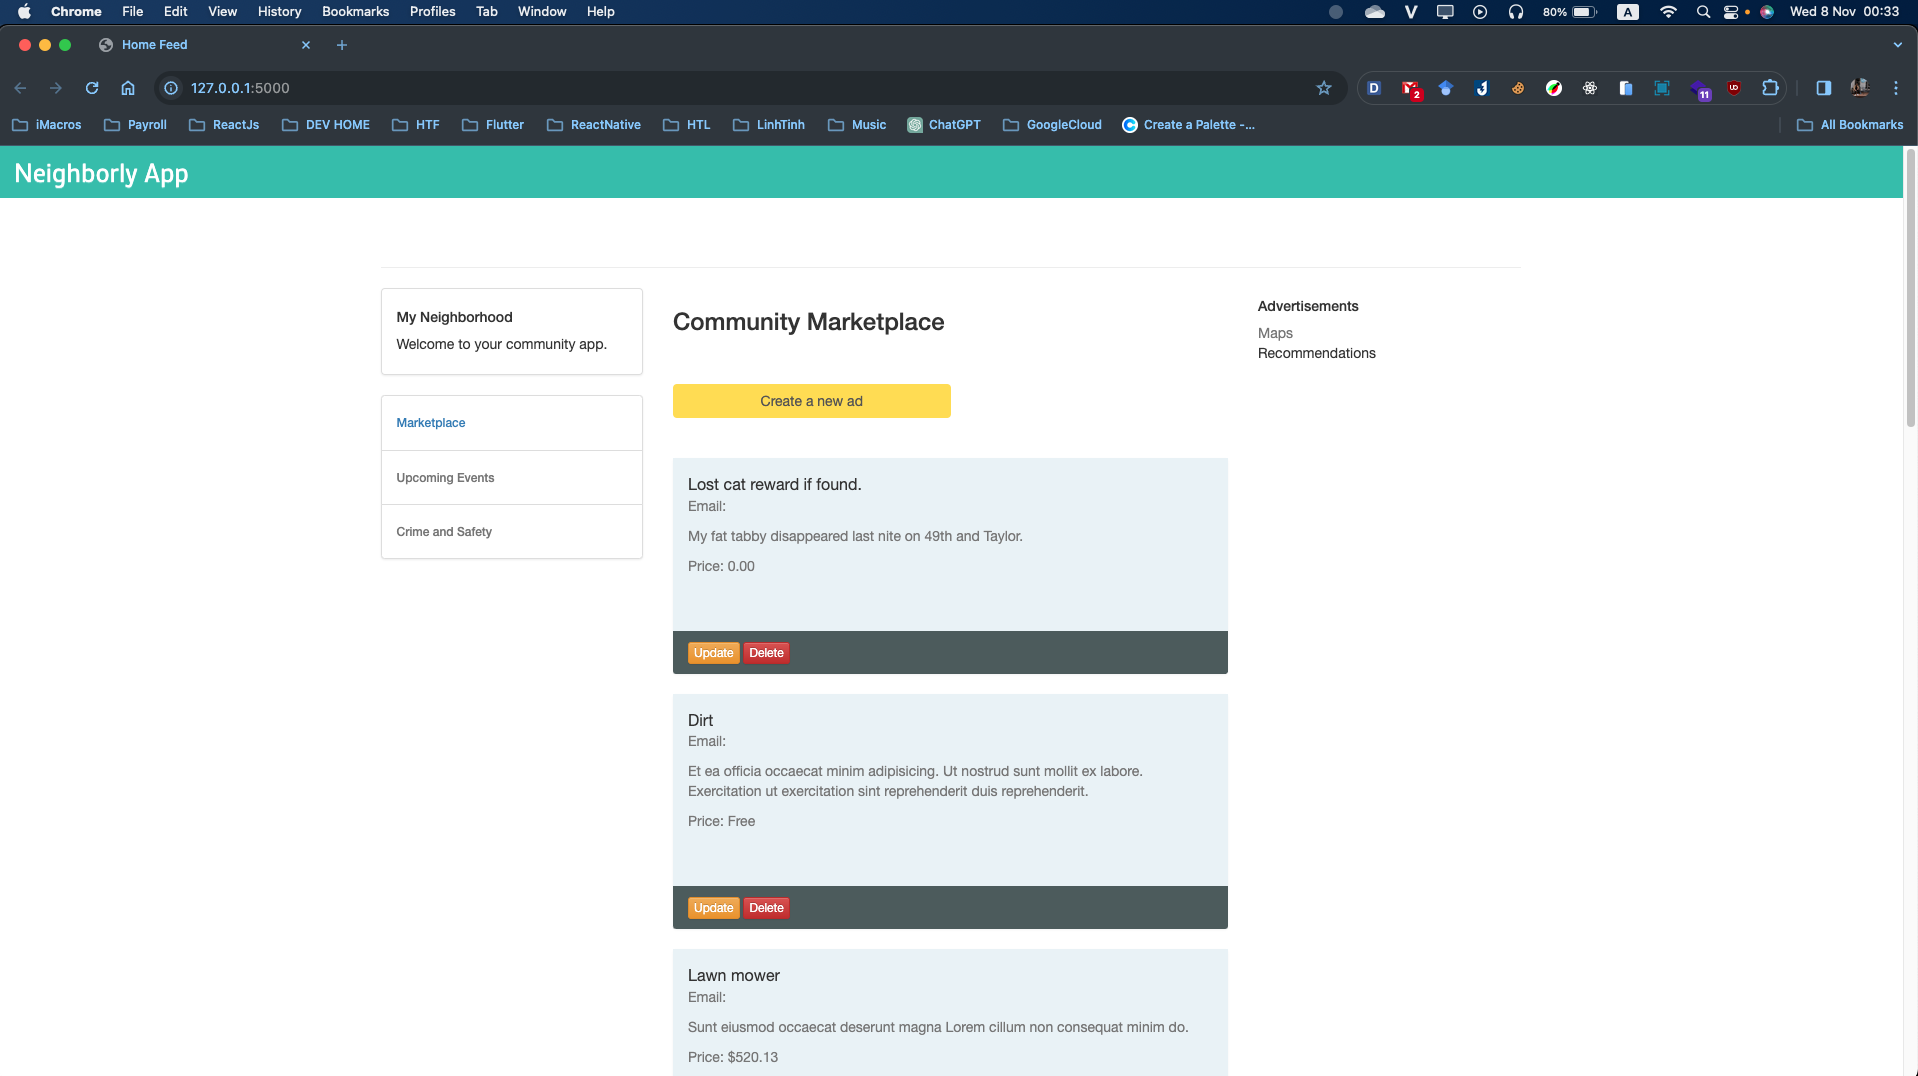 Chrome File Edit View History Bookmarks Profiles Tab Window Help 80% A Wed 8 Nov 00:33
Home Feed
127.0.0.1:5000 D 2 11
iMacros Payroll ReactJs DEV HOME HTF Flutter ReactNative HTL LinhTinh Music ChatGPT GoogleCloud Create a Palette -... All Bookmarks
Neighborly App
My Neighborhood
Welcome to your community app.
Marketplace
Upcoming Events
Crime and Safety
Community Marketplace
Create a new ad
Lost cat reward if found.
Email:
My fat tabby disappeared last nite on 49th and Taylor.
Price: 0.00
Update Delete
Dirt
Email:
Et ea officia occaecat minim adipisicing. Ut nostrud sunt mollit ex labore.
Exercitation ut exercitation sint reprehenderit duis reprehenderit.
Price: Free
Update Delete
Lawn mower
Email:
Sunt eiusmod occaecat deserunt magna Lorem cillum non consequat minim do.
Price: $520.13
Advertisements
Maps
Recommendations